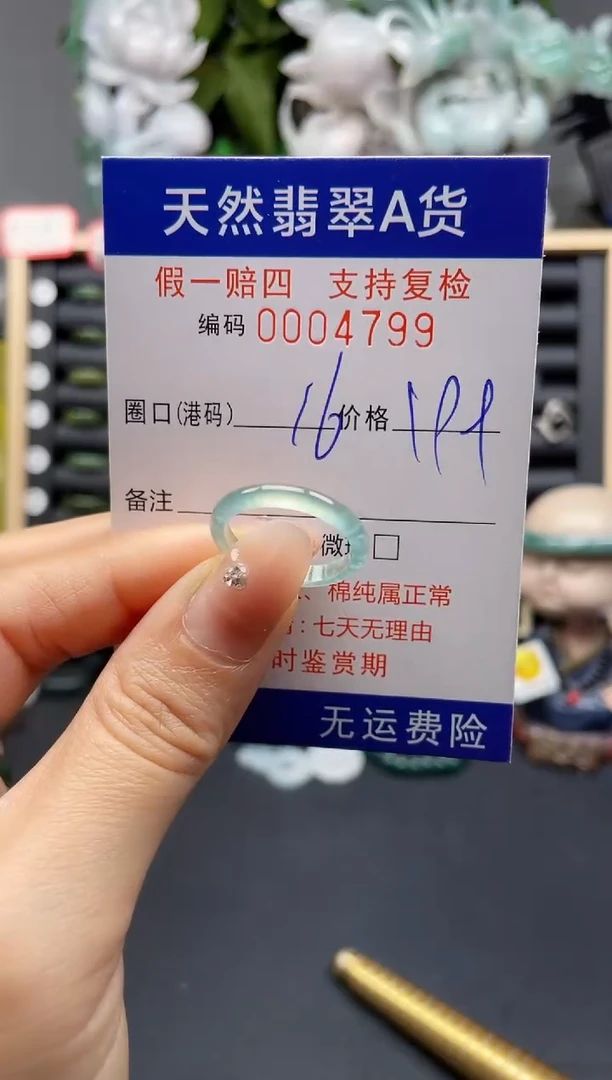 天然翡翠A货
假一赔四 支持复检
编码 0004799
圈口(港码) 16 价格 199
备注
微
棉纯属正常
: 七天无理由
时鉴赏期
无运费险